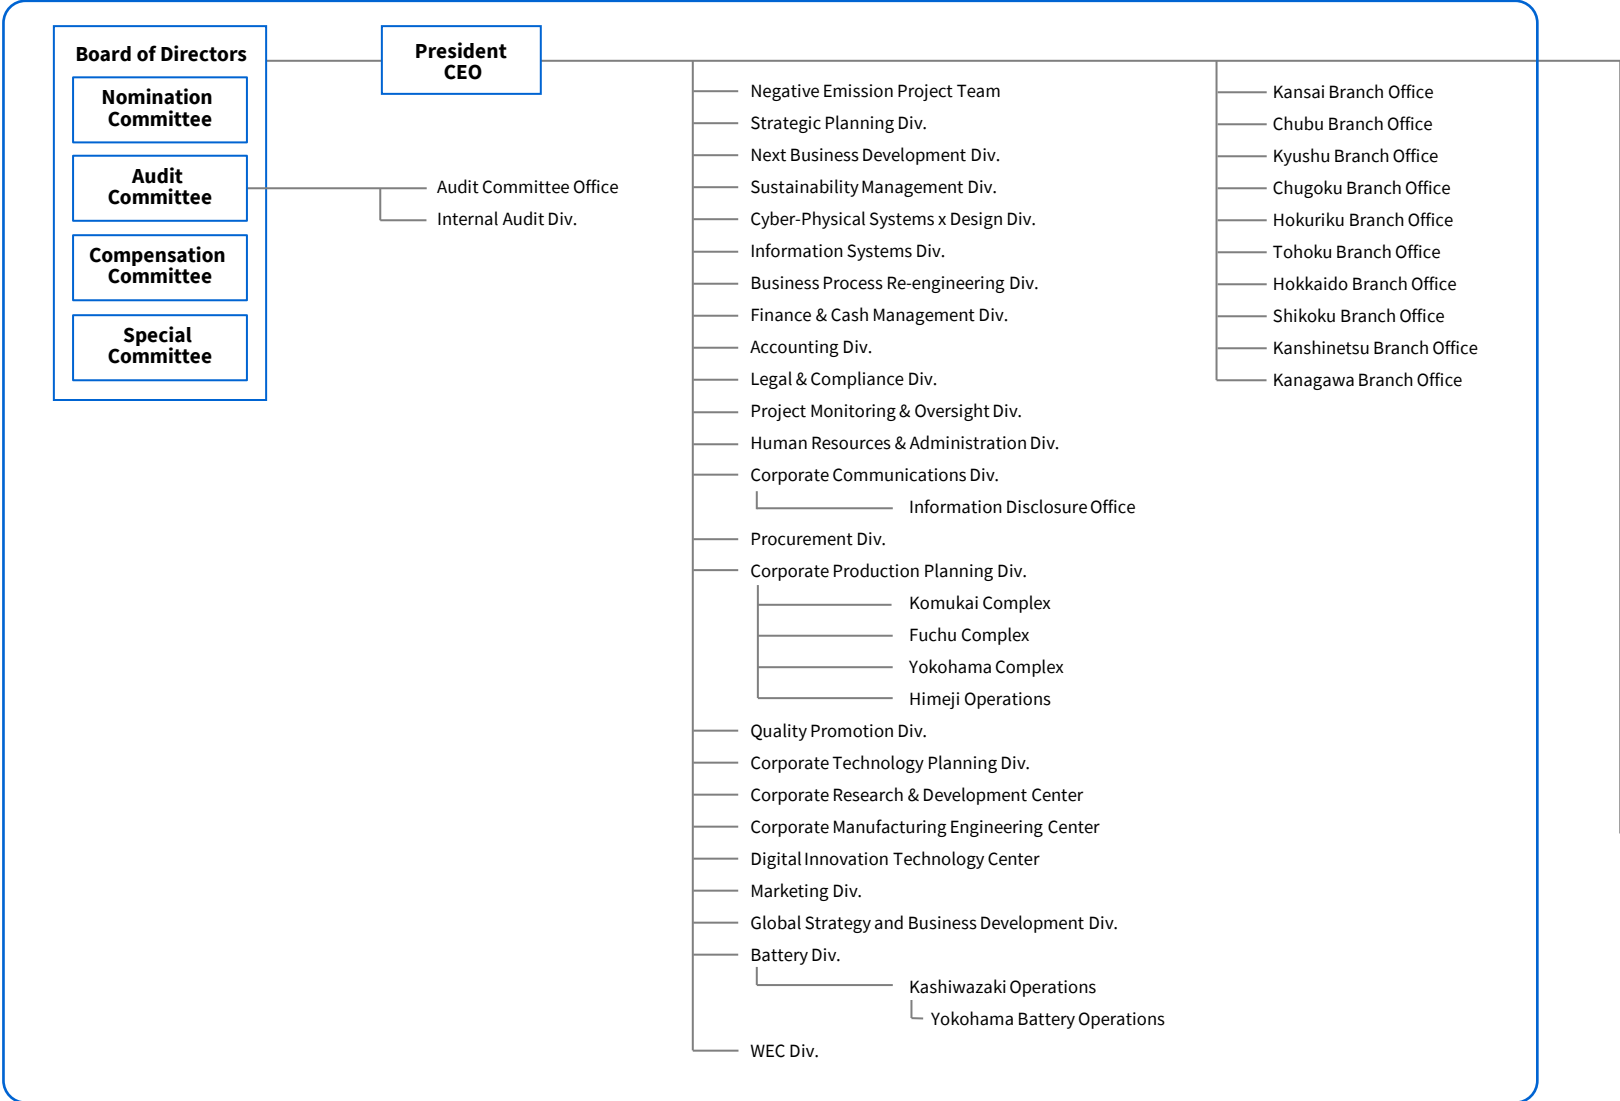 Board of Directors
Nomination
Committee
Audit
Committee
Compensation
Committee
Special
Committee
President
CEO
Audit Committee Office
Internal Audit Div.
Negative Emission Project Team
Strategic Planning Div.
Next Business Development Div.
Sustainability Management Div.
Cyber-Physical Systems x Design Div.
Information Systems Div.
Business Process Re-engineering Div.
Finance & Cash Management Div.
Accounting Div.
Legal & Compliance Div.
Project Monitoring & Oversight Div.
Human Resources & Administration Div.
Corporate Communications Div.
Information Disclosure Office
Procurement Div.
Corporate Production Planning Div.
Komukai Complex
Fuchu Complex
Yokohama Complex
Himeji Operations
Quality Promotion Div.
Corporate Technology Planning Div.
Corporate Research & Development Center
Corporate Manufacturing Engineering Center
Digital Innovation Technology Center
Marketing Div.
Global Strategy and Business Development Div.
Battery Div.
Kashiwazaki Operations
Yokohama Battery Operations
WEC Div.
Kansai Branch Office
Chubu Branch Office
Kyushu Branch Office
Chugoku Branch Office
Hokuriku Branch Office
Tohoku Branch Office
Hokkaido Branch Office
Shikoku Branch Office
Kanshinetsu Branch Office
Kanagawa Branch Office